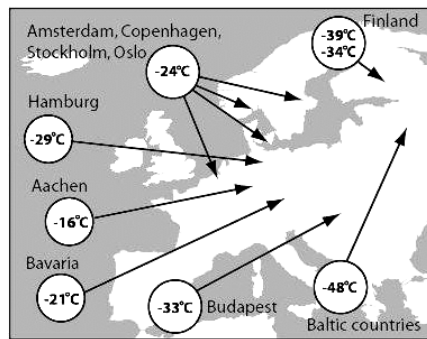 Amsterdam, Copenhagen,
Stockholm, Oslo
-24°C
Finland
-39°C
-34°C
Hamburg
-29°C
Aachen
-16°C
Bavaria
-21°C
-33°C
Budapest
-48°C
Baltic countries